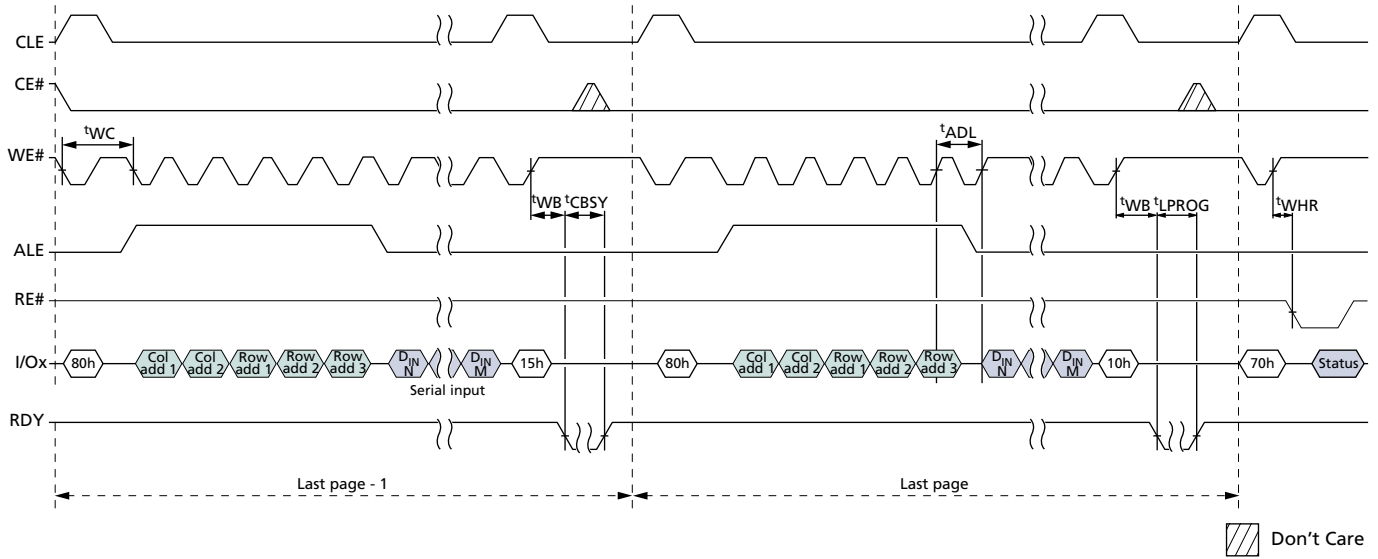 CLE
CE#
tWC
tADL
WE#
tWB tCBSY
tWB tLPROG
tWHR
ALE
RE#
I/Ox
80h
Col add 1
Col add 2
Row add 1
Row add 2
Row add 3
DIN N
DIN M
15h
80h
Col add 1
Col add 2
Row add 1
Row add 2
Row add 3
DIN N
DIN M
10h
70h
Status
Serial input
RDY
Last page - 1
Last page
Don't Care